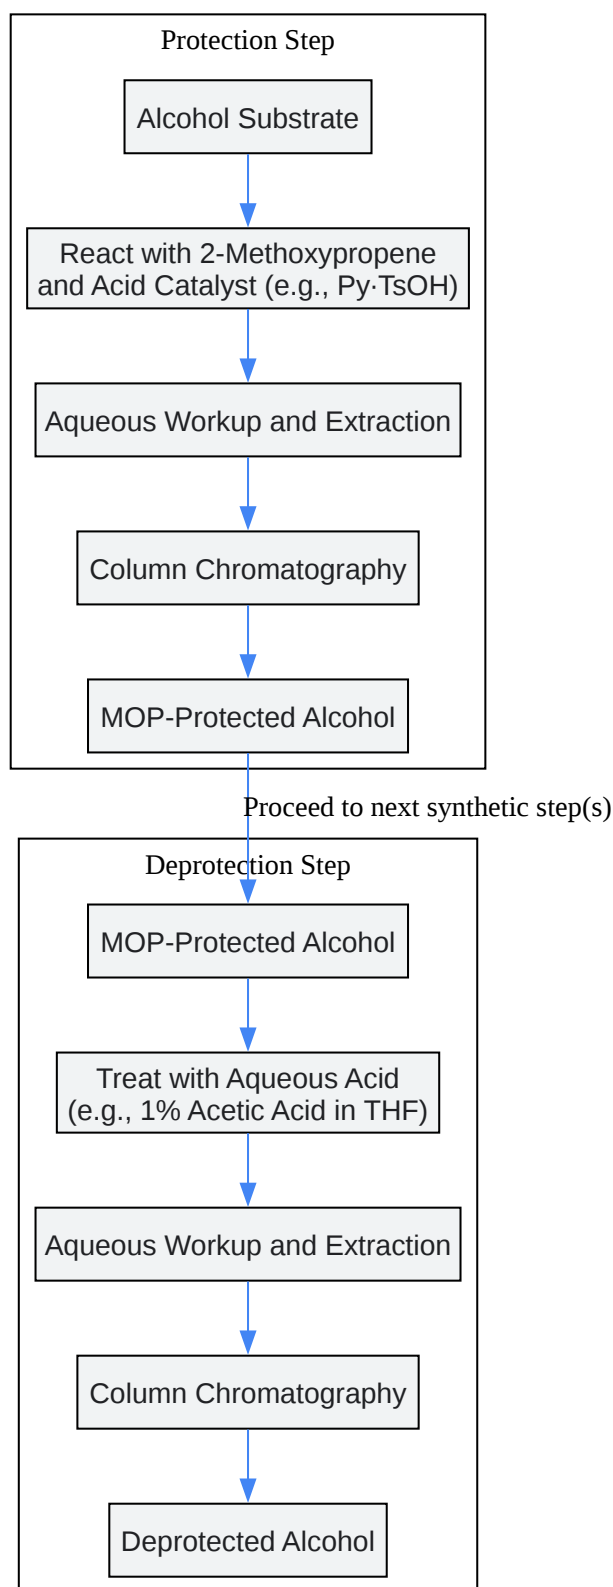 Protection Step
Alcohol Substrate
React with 2-Methoxypropene
and Acid Catalyst (e.g., Py·TsOH)
Aqueous Workup and Extraction
Column Chromatography
MOP-Protected Alcohol
Proceed to next synthetic step(s)
Deprotection Step
MOP-Protected Alcohol
Treat with Aqueous Acid
(e.g., 1% Acetic Acid in THF)
Aqueous Workup and Extraction
Column Chromatography
Deprotected Alcohol